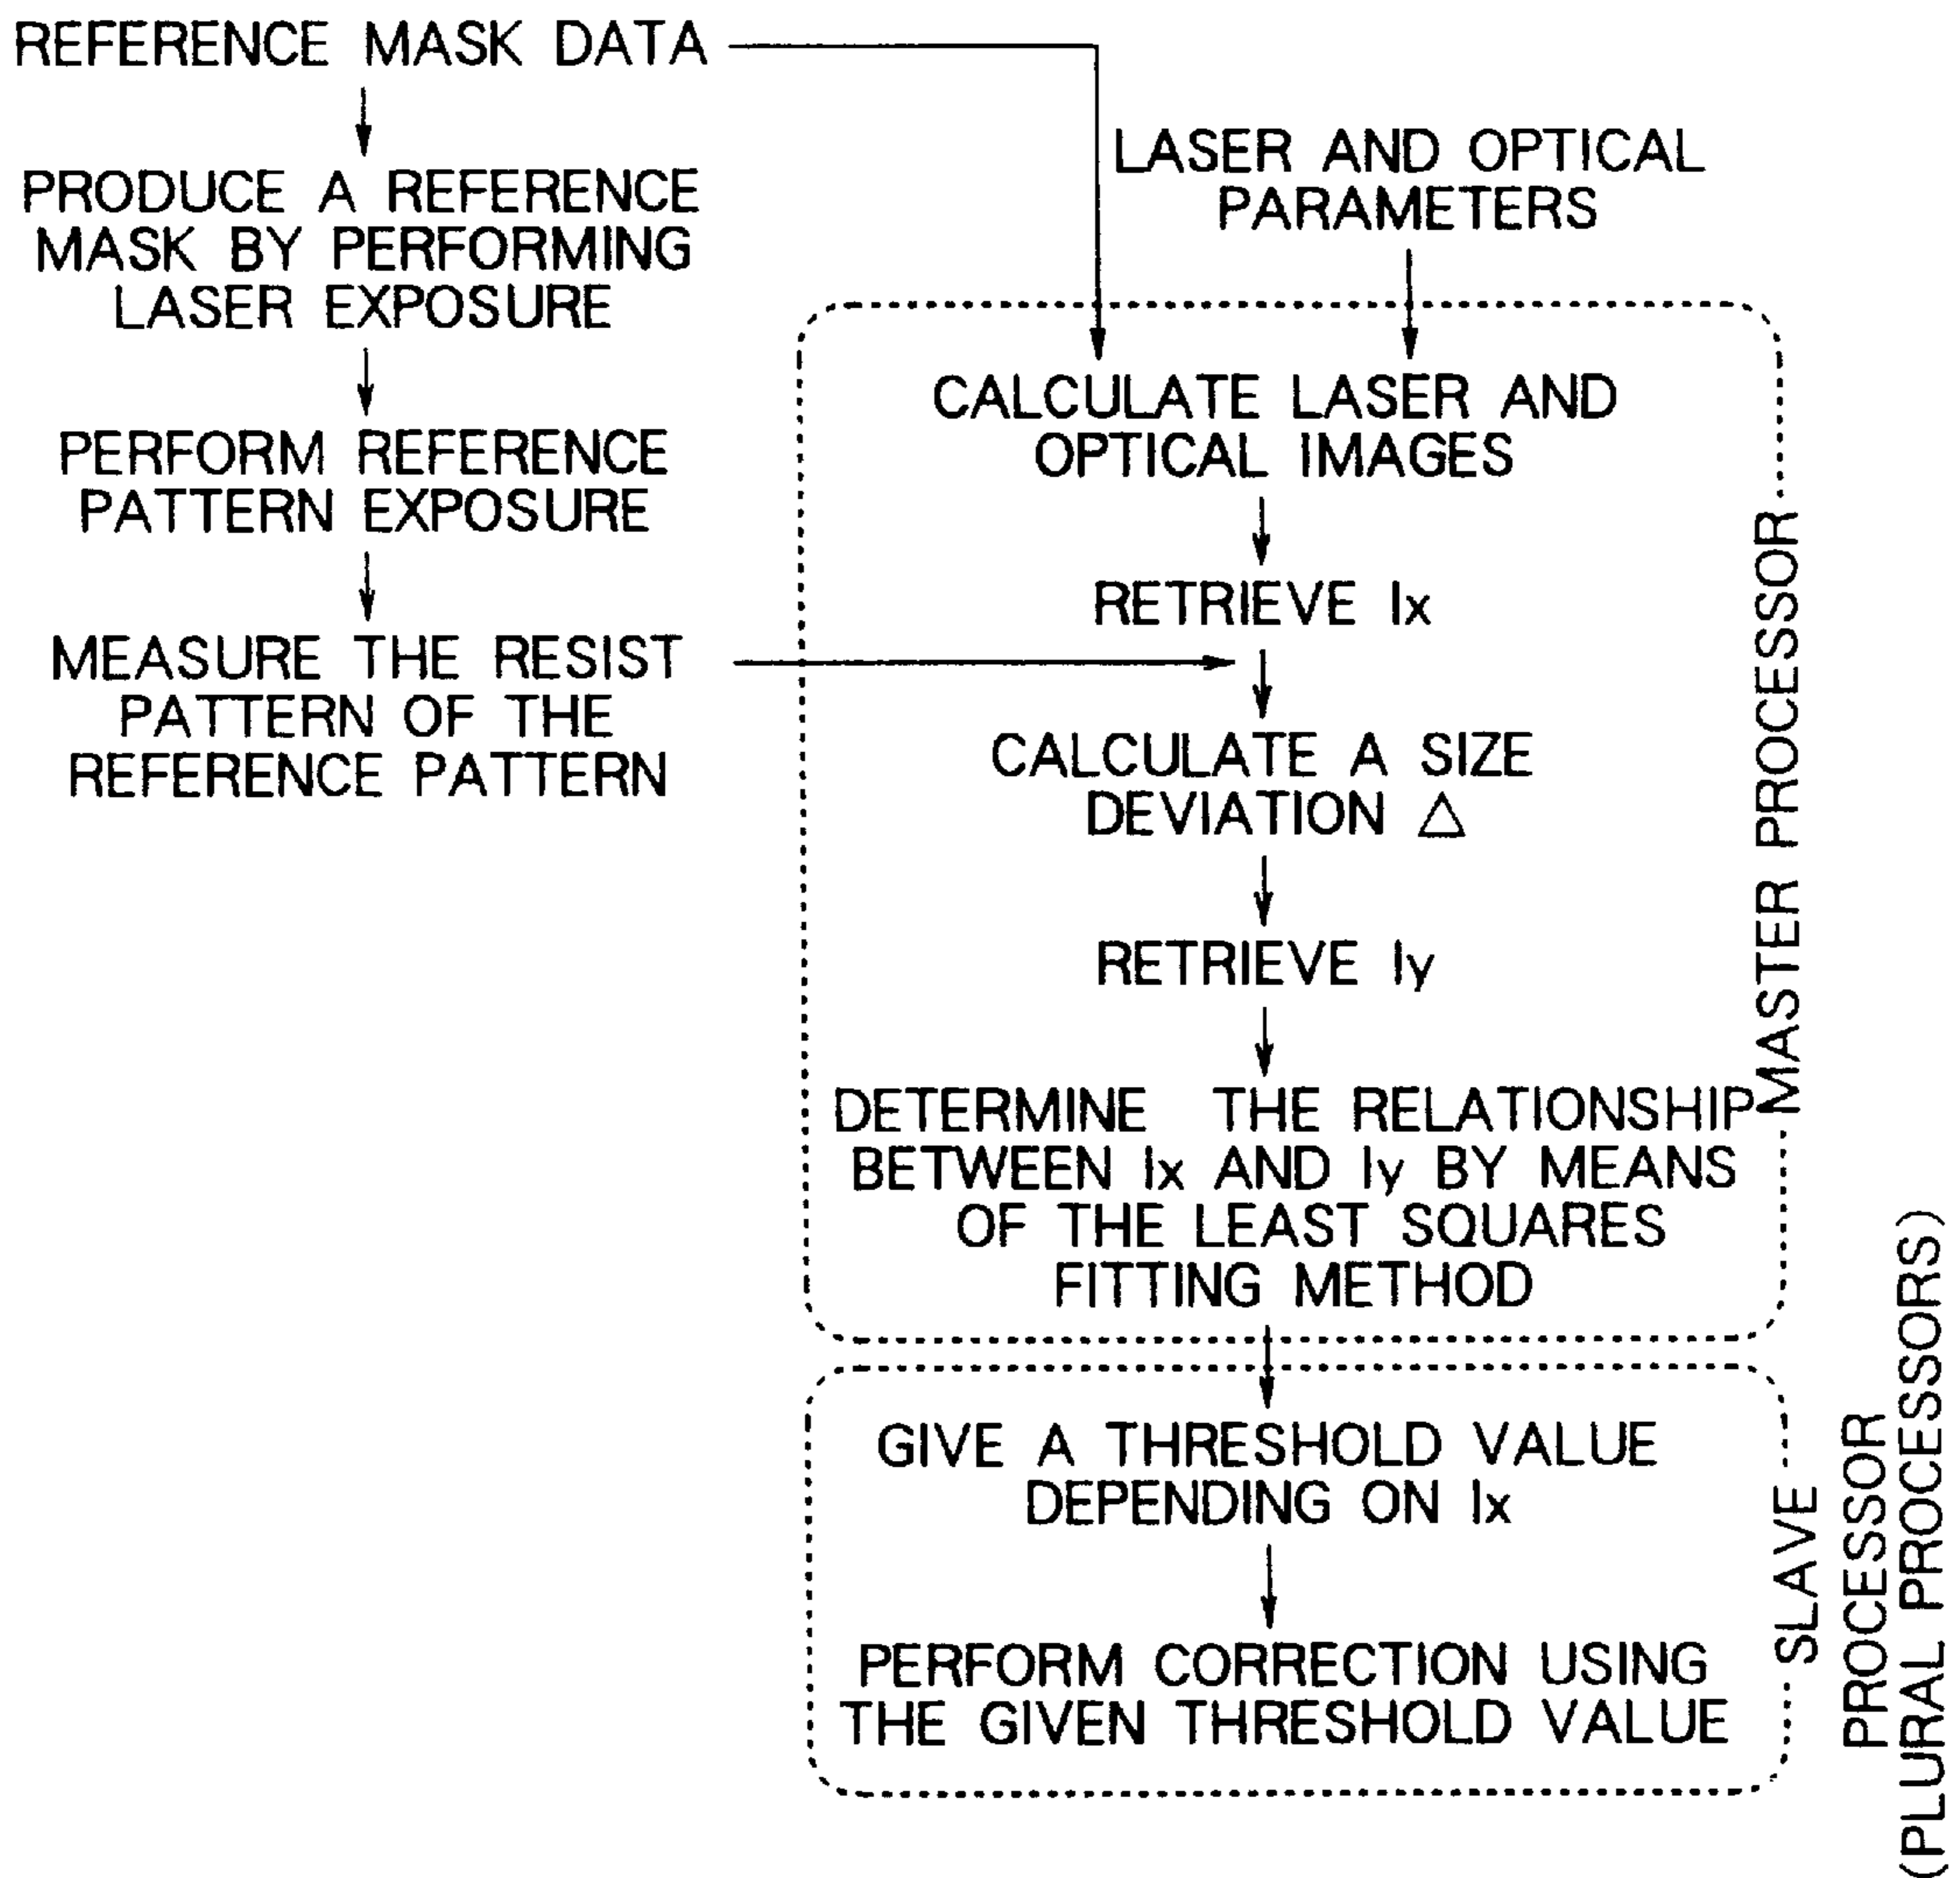 REFERENCE MASK DATA
PRODUCE A REFERENCE
MASK BY PERFORMING
LASER EXPOSURE
PERFORM REFERENCE
PATTERN EXPOSURE
MEASURE THE RESIST
PATTERN OF THE
REFERENCE PATTERN
LASER AND OPTICAL
PARAMETERS
CALCULATE LASER AND
OPTICAL IMAGES
RETRIEVE Ix
CALCULATE A SIZE
DEVIATION △
RETRIEVE Iy
DETERMINE THE RELATIONSHIP
BETWEEN Ix AND Iy BY MEANS
OF THE LEAST SQUARES
FITTING METHOD
MASTER PROCESSOR
GIVE A THRESHOLD VALUE
DEPENDING ON Ix
PERFORM CORRECTION USING
THE GIVEN THRESHOLD VALUE
SLAVE
PROCESSOR
(PLURAL PROCESSORS)